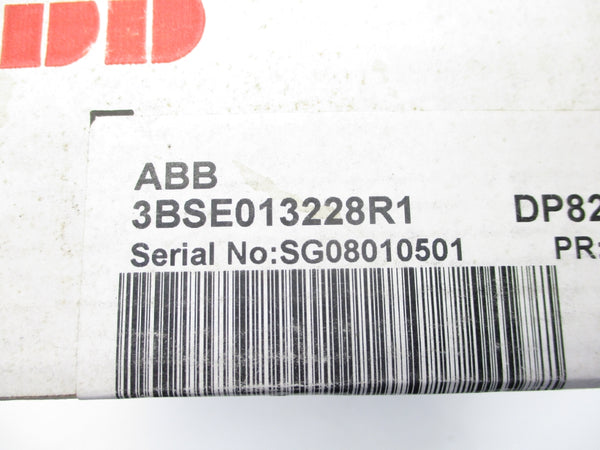 ABB
3BSE013228R1 DP82
Serial No:SG08010501 PR: